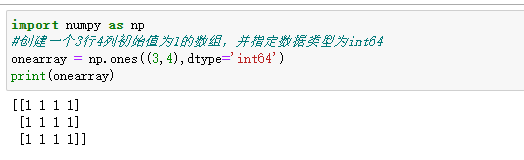 import numpy as np
#创建一个3行4列初始值为1的数组，并指定数据类型为int64
onearray = np.ones((3,4),dtype='int64')
print(onearray)
[[1 1 1 1]
 [1 1 1 1]
 [1 1 1 1]]